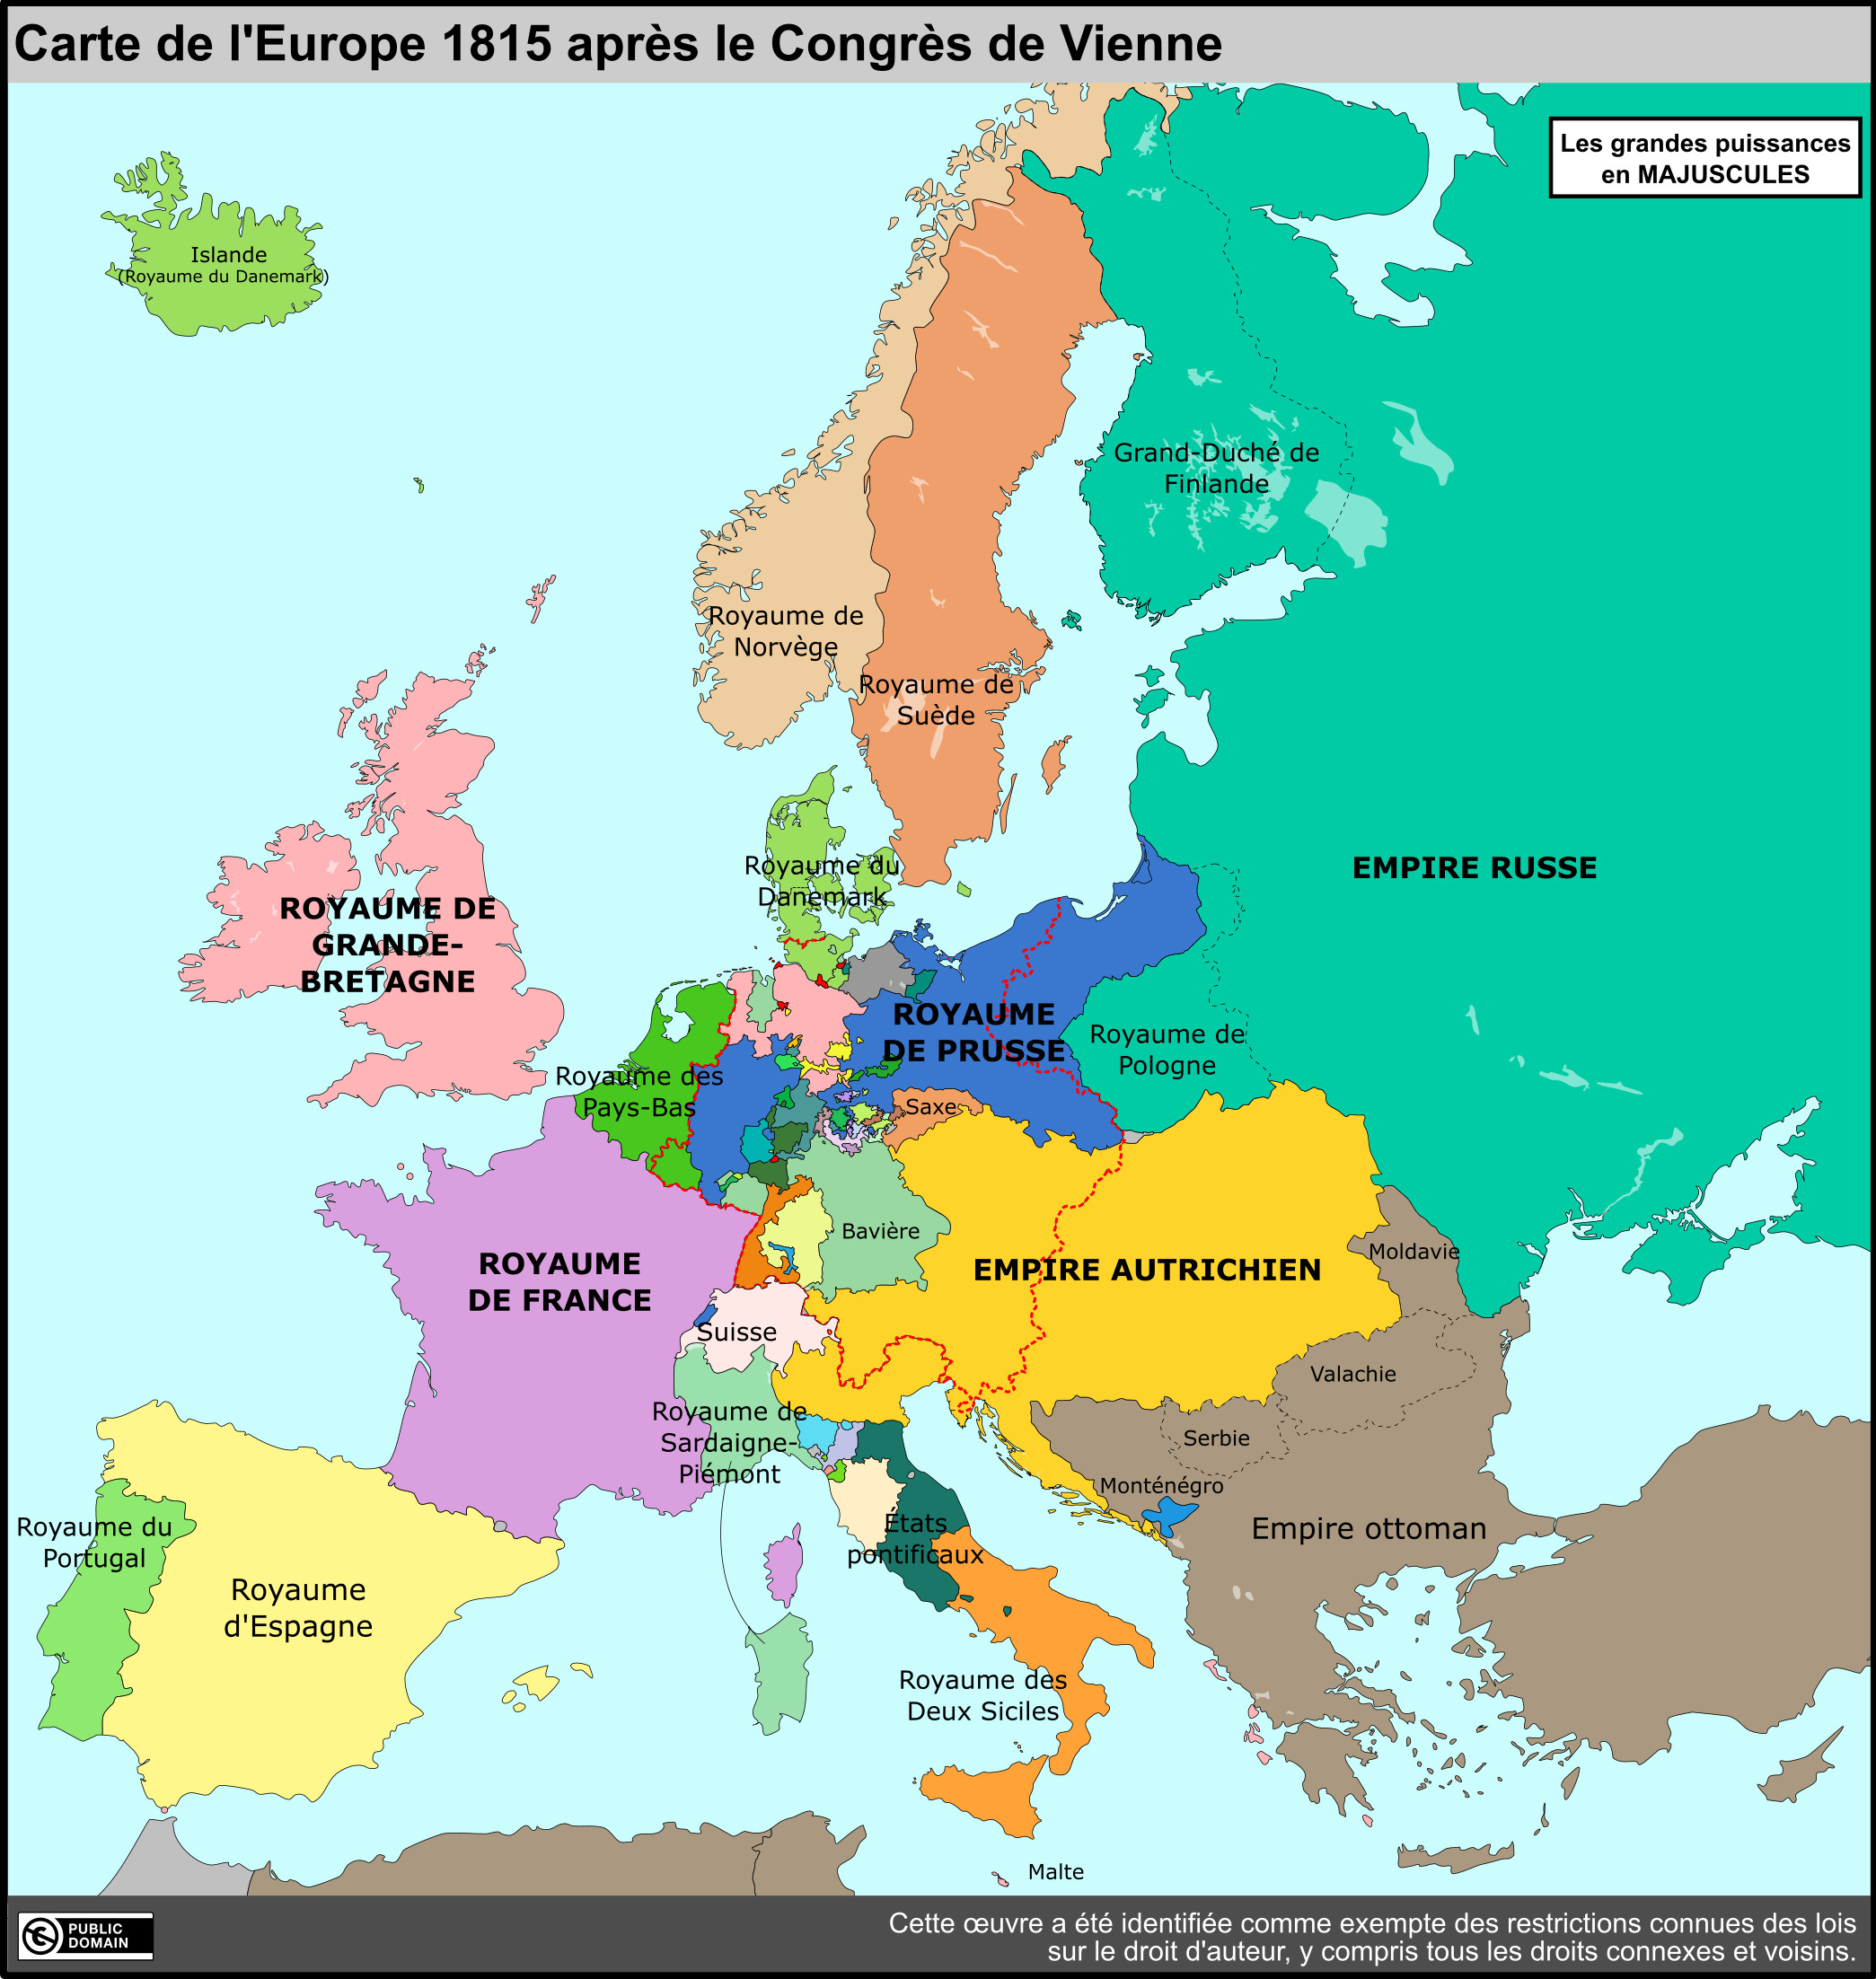 Carte de l'Europe 1815 après le Congrès de Vienne
Les grandes puissances
en MAJUSCULES
Islande
(Royaume du Danemark)
Grand-Duché de
Finlande
Royaume de
Norvège
Royaume de
Suède
Royaume du
Danemark
EMPIRE RUSSE
ROYAUME DE
GRANDE-
BRETAGNE
ROYAUME
DE PRUSSE
Royaume de
Pologne
Royaume des
Pays-Bas
Saxe
Bavière
ROYAUME
DE FRANCE
EMPIRE AUTRICHIEN
Moldavie
Suisse
Valachie
Royaume de
Sardaigne-
Piémont
Serbie
Monténégro
États
pontificaux
Empire ottoman
Royaume du
Portugal
Royaume
d'Espagne
Royaume des
Deux Siciles
Malte
PUBLIC
DOMAIN
Cette œuvre a été identifiée comme exempte des restrictions connues des lois
sur le droit d'auteur, y compris tous les droits connexes et voisins.